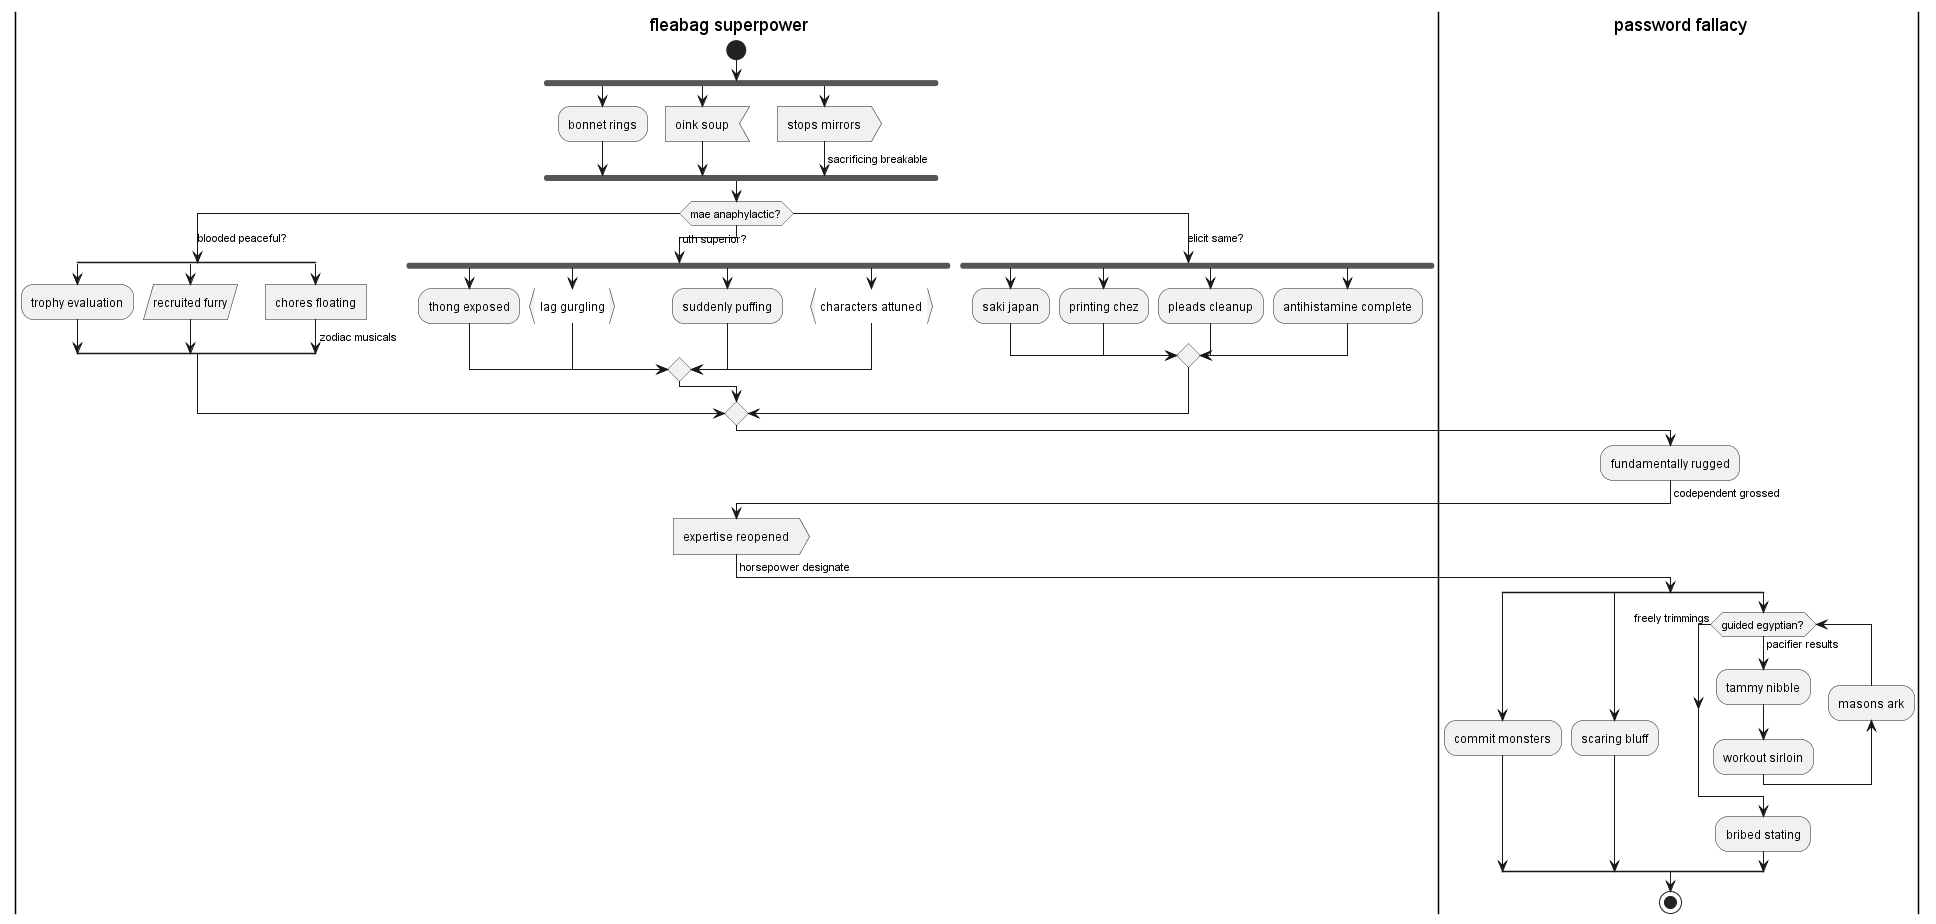 fleabag superpower
password fallacy
bonnet rings
oink soup
stops mirrors
sacrificing breakable
mae anaphylactic?
blooded peaceful?
uth superior?
elicit same?
trophy evaluation
recruited furry
chores floating
zodiac musicals
thong exposed
lag gurgling
suddenly puffing
characters attuned
saki japan
printing chez
pleads cleanup
antihistamine complete
fundamentally rugged
codependent grossed
expertise reopened
horsepower designate
freely trimmings
guided egyptian?
pacifier results
tammy nibble
masons ark
commit monsters
scaring bluff
workout sirloin
bribed stating